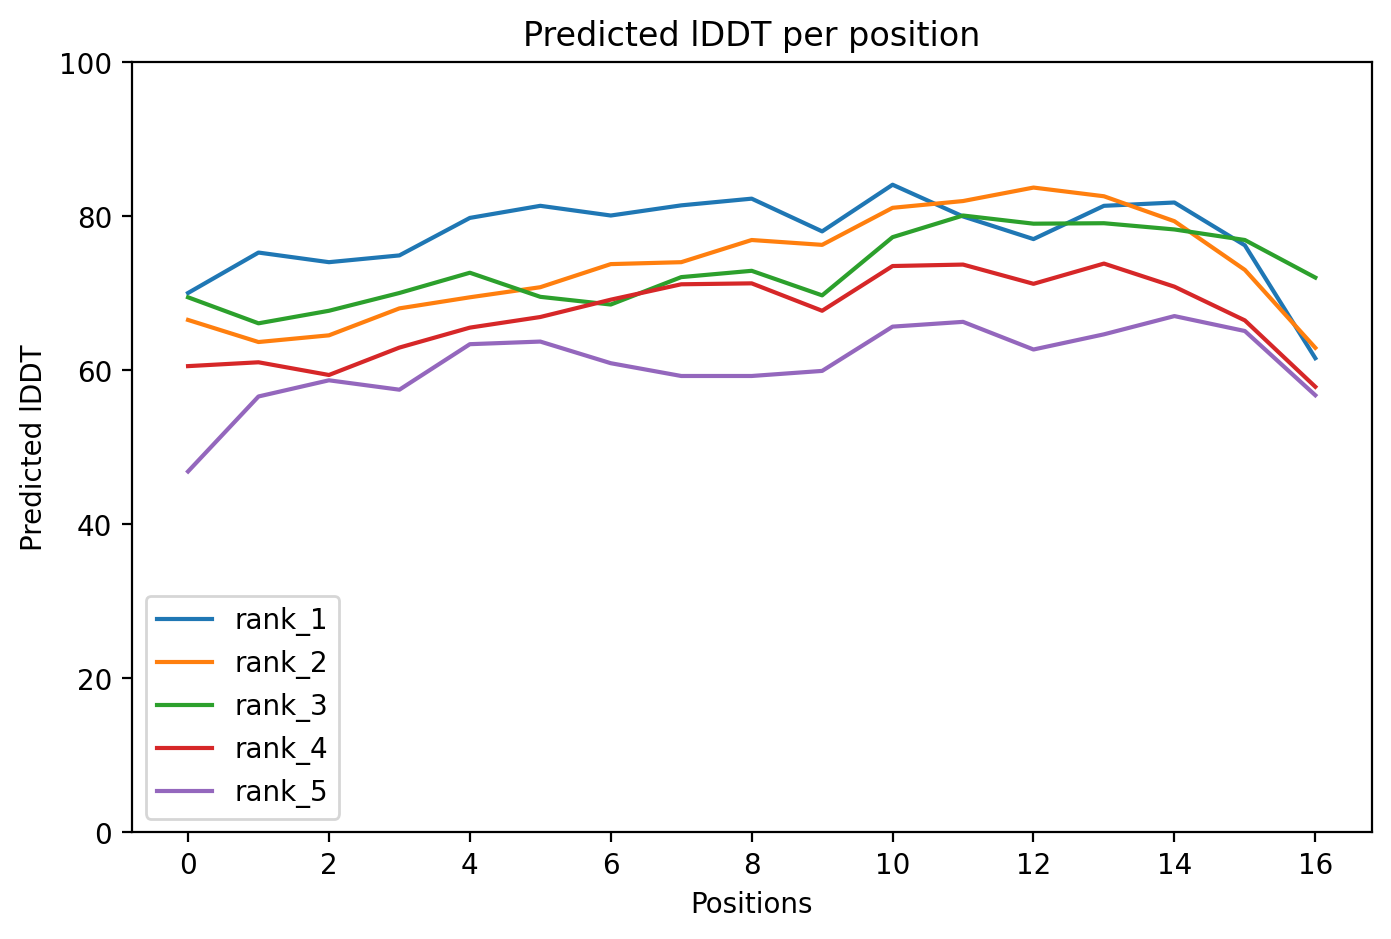 Predicted lDDT per position
100
80
60
40
20
0
Predicted lDDT
rank_1
rank_2
rank_3
rank_4
rank_5
0 2 4 6 8 10 12 14 16
Positions